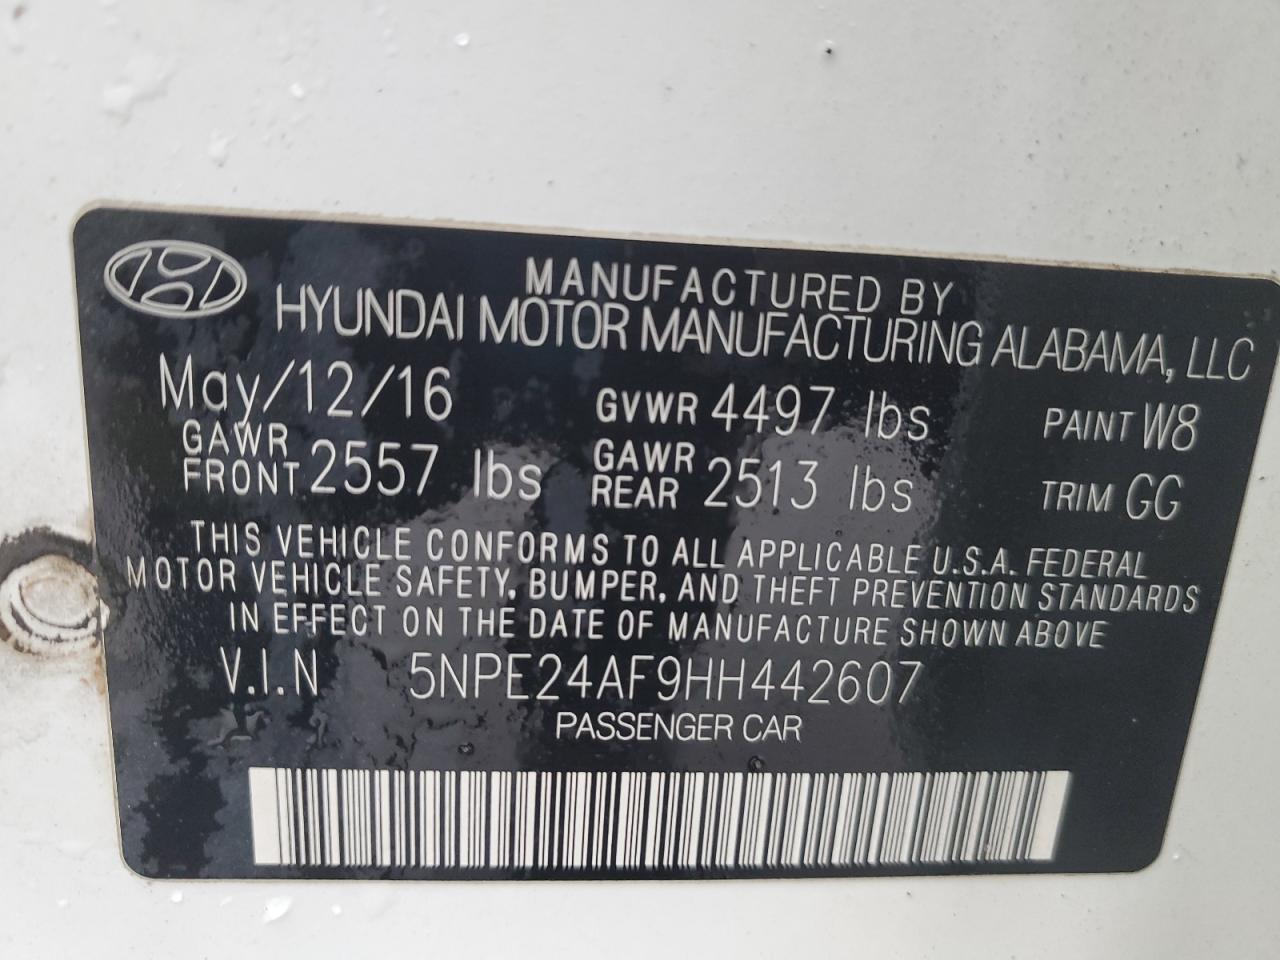 MANUFACTURED BY
HYUNDAI MOTOR MANUFACTURING ALABAMA, LLC
May/12/16 GVWR 4497 lbs PAINT W8
GAWR FRONT 2557 lbs GAWR REAR 2513 lbs TRIM GG
THIS VEHICLE CONFORMS TO ALL APPLICABLE U.S.A. FEDERAL
MOTOR VEHICLE SAFETY, BUMPER, AND THEFT PREVENTION STANDARDS
IN EFFECT ON THE DATE OF MANUFACTURE SHOWN ABOVE
V.I.N 5NPE24AF9HH442607
PASSENGER CAR